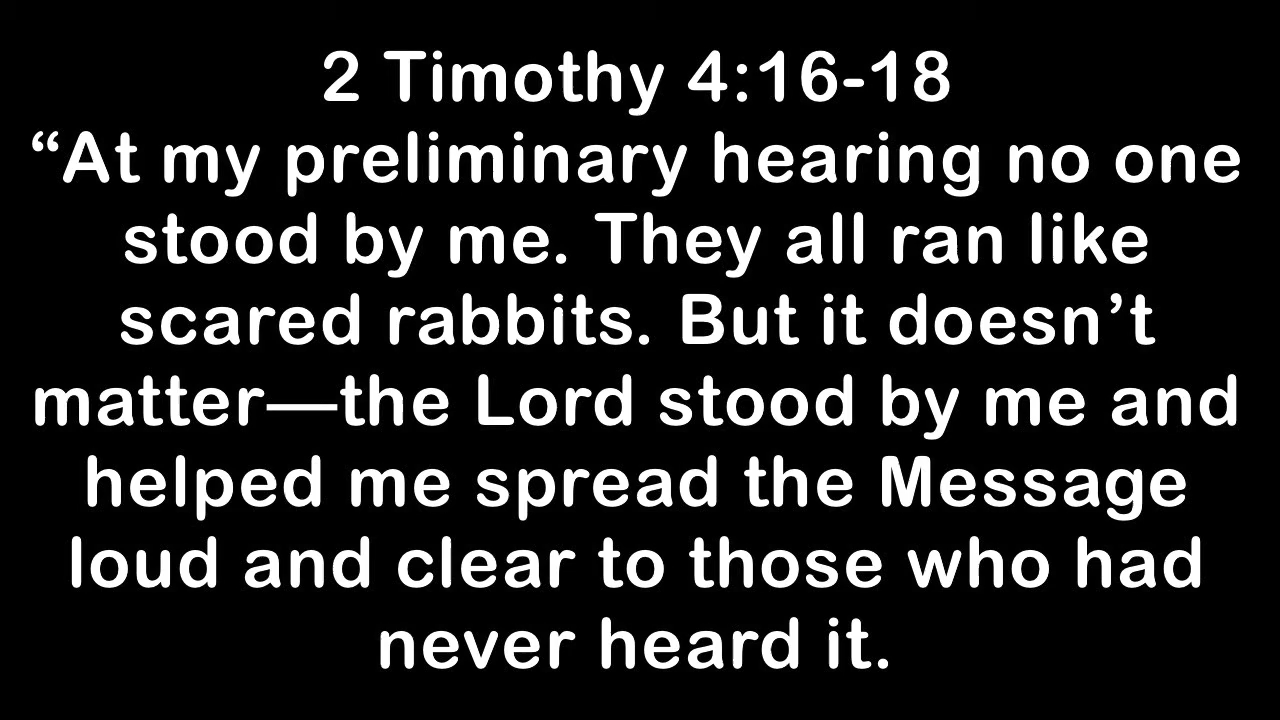 2 Timothy 4:16-18
“At my preliminary hearing no one
stood by me. They all ran like
scared rabbits. But it doesn’t
matter—the Lord stood by me and
helped me spread the Message
loud and clear to those who had
never heard it.